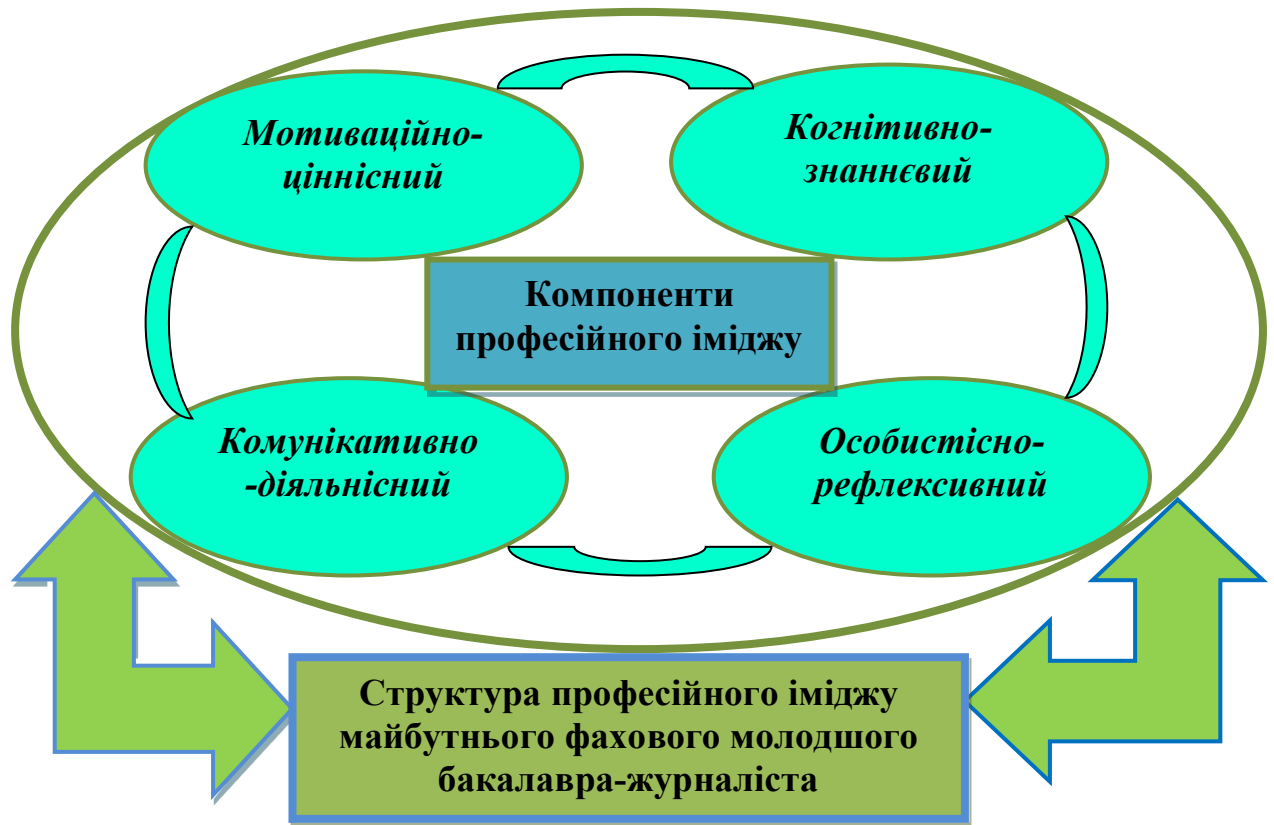 Мотиваційно-
ціннісний
Когнітивно-
знаннєвий
Компоненти
професійного іміджу
Комунікативно
-діяльнісний
Особистісно-
рефлексивний
Структура професійного іміджу
майбутнього фахового молодшого
бакалавра-журналіста